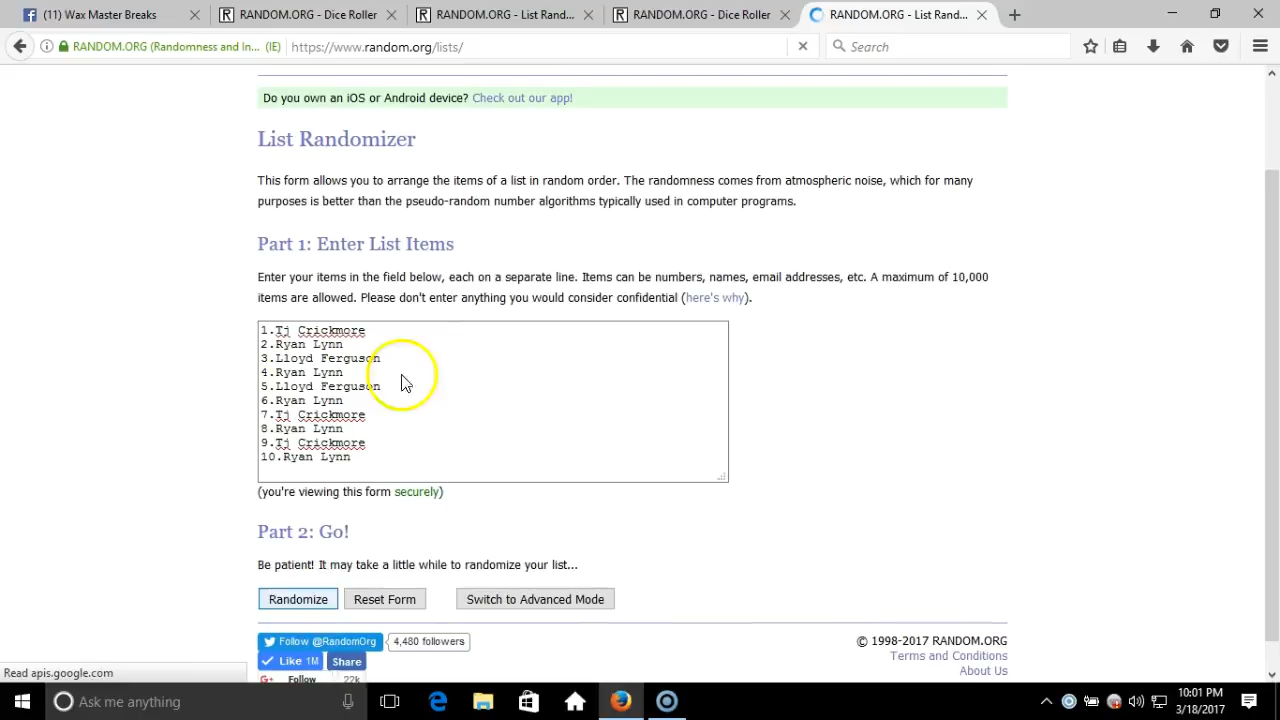 (11) Wax Master Breaks
RANDOM.ORG - Dice Roller
RANDOM.ORG - List Rand...
RANDOM.ORG - Dice Roller
RANDOM.ORG - List Rand...
RANDOM.ORG (Randomness and In... (IE)
https://www.random.org/lists/
Search
Do you own an iOS or Android device? Check out our app!
List Randomizer
This form allows you to arrange the items of a list in random order. The randomness comes from atmospheric noise, which for many
purposes is better than the pseudo-random number algorithms typically used in computer programs.
Part 1: Enter List Items
Enter your items in the field below, each on a separate line. Items can be numbers, names, email addresses, etc. A maximum of 10,000
items are allowed. Please don't enter anything you would consider confidential (here's why).
1.Tj Crickmore
2.Ryan Lynn
3.Lloyd Ferguson
4.Ryan Lynn
5.Lloyd Ferguson
6.Ryan Lynn
7.Tj Crickmore
8.Ryan Lynn
9.Tj Crickmore
10.Ryan Lynn
(you're viewing this form securely)
Part 2: Go!
Be patient! It may take a little while to randomize your list...
Randomize
Reset Form
Switch to Advanced Mode
Follow @RandomOrg
4,480 followers
© 1998-2017 RANDOM.ORG
Like 1M
Share
Terms and Conditions
Follow
22k
About Us
Read apis.google.com
Ask me anything
10:01 PM
3/18/2017